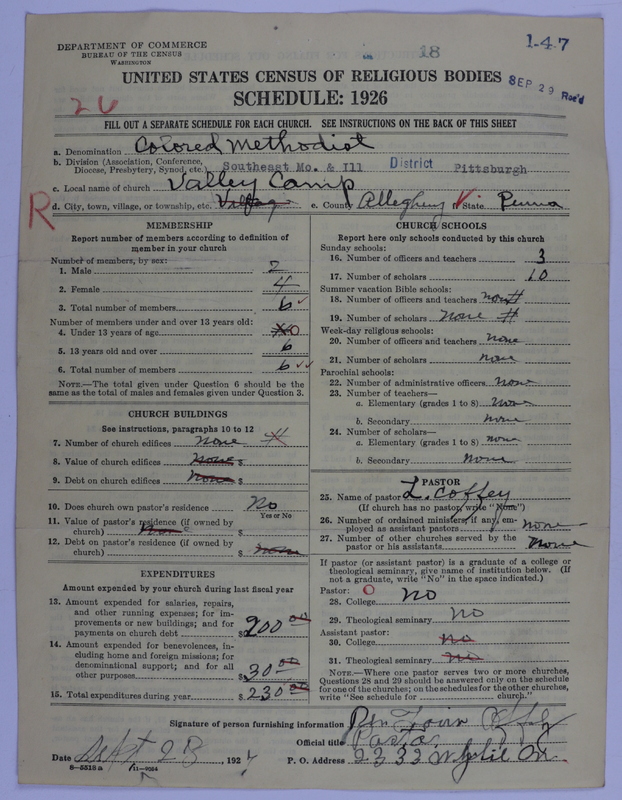 18
1-47
DEPARTMENT OF COMMERCE
BUREAU OF THE CENSUS
WASHINGTON
UNITED STATES CENSUS OF RELIGIOUS BODIES
SEP 29 Rec'd
26
SCHEDULE: 1926
FILL OUT A SEPARATE SCHEDULE FOR EACH CHURCH. SEE INSTRUCTIONS ON THE BACK OF THIS SHEET
a. Denomination Colored Methodist
b. Division (Association, Conference, Diocese, Presbytery, Synod, etc.) Southeast Mo. & Ill District Pittsburgh
c. Local name of church Valley Camp
R d. City, town, village, or township, etc. Village e. County Allegheny f. State Penna
MEMBERSHIP
Report number of members according to definition of
member in your church
Number of members, by sex:
1. Male 2
2. Female 4
3. Total number of members 6
Number of members under and over 13 years old:
4. Under 13 years of age 0
5. 13 years old and over 6
6. Total number of members 6
NOTE.—The total given under Question 6 should be
same as the total of males and females given under Question 3.
CHURCH BUILDINGS
See instructions, paragraphs 10 to 12
7. Number of church edifices none
8. Value of church edifices None $
9. Debt on church edifices None $
10. Does church own pastor's residence No
Yes or No
11. Value of pastor's residence (if owned by
church) None $
12. Debt on pastor's residence (if owned by
church) $ None
EXPENDITURES
Amount expended by your church during last fiscal year
13. Amount expended for salaries, repairs,
and other running expenses; for im-
provements or new buildings; and for
payments on church debt $ 200 00
14. Amount expended for benevolences, in-
cluding home and foreign missions; for
denominational support; and for all
other purposes $ 30 00
15. Total expenditures during year $ 230 00
CHURCH SCHOOLS
Report here only schools conducted by this church
Sunday schools:
16. Number of officers and teachers 3
17. Number of scholars 10
Summer vacation Bible schools:
18. Number of officers and teachers none
19. Number of scholars none
Week-day religious schools:
20. Number of officers and teachers none
21. Number of scholars none
Parochial schools:
22. Number of administrative officers none
23. Number of teachers—
a. Elementary (grades 1 to 8) none
b. Secondary none
24. Number of scholars—
a. Elementary (grades 1 to 8) none
b. Secondary none
PASTOR
25. Name of pastor L. Coffey
(If church has no pastor, write "None")
26. Number of ordained ministers, if any, em-
ployed as assistant pastors none
27. Number of other churches served by the
pastor or his assistants None
If pastor (or assistant pastor) is a graduate of a college or
theological seminary, give name of institution below. (If
not a graduate, write "No" in the space indicated.)
Pastor: 0
28. College No
29. Theological seminary No
Assistant pastor:
30. College No
31. Theological seminary No
NOTE.—Where one pastor serves two or more churches,
Questions 28 and 29 should be answered only on the schedule
for one of the churches; on the schedules for the other churches,
write "See schedule for church."
Signature of person furnishing information
Official title Pastor
Date Sept 28, 192
P. O. Address 2333
8-5518a 11-9054